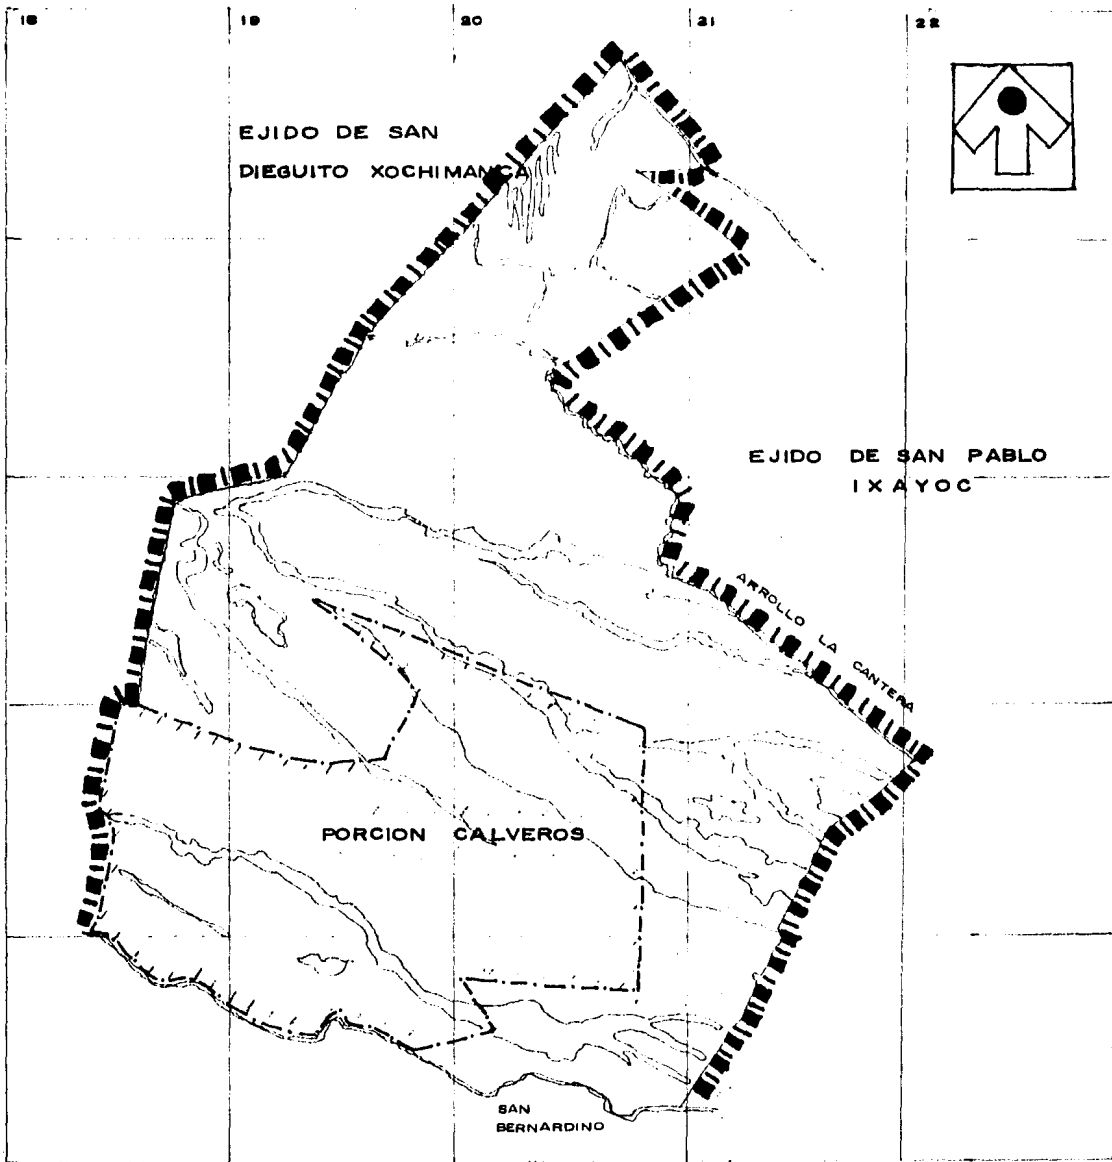 18 19 20 21 22
EJIDO DE SAN
DIEGUITO XOCHIMANCA
EJIDO DE SAN PABLO
IXAYOC
ARROLLO LA CANTERA
PORCION CALVEROS
SAN
BERNARDINO